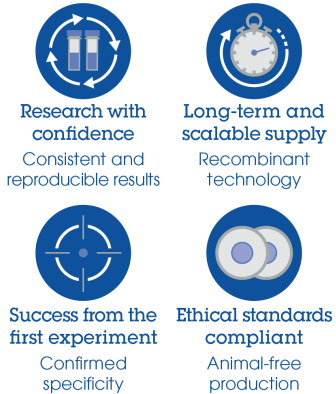 Research with
confidence
Consistent and
reproducible results
Long-term and
scalable supply
Recombinant
technology
Success from the
first experiment
Confirmed
specificity
Ethical standards
compliant
Animal-free
production